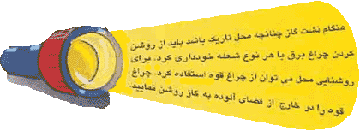 هنگام نشت گاز چنانچه محل تاریک باشد باید از روشن
کردن چراغ برق یا هر نوع شعله خودداری کرد. برای
روشنایی محل می توان از چراغ قوه استفاده کرد. چراغ
قوه را در خارج از فضای آلوده به گاز روشن نمایید.